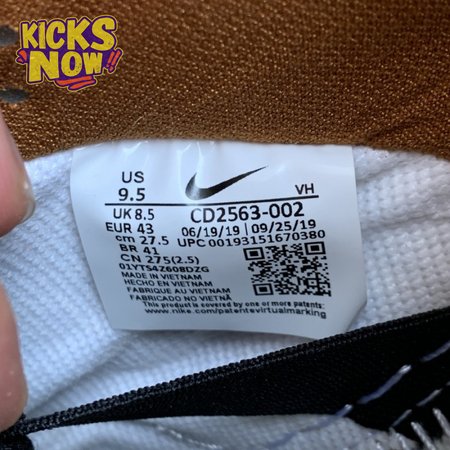 KICKS
NOW
US
9.5
VH
UK 8.5
CD2563-002
EUR 43
06/19/19
09/25/19
cm 27.5
UPC 00193151670380
BR 41
CN 275(2.5)
01YTS4Z608DZG
MADE IN VIETNAM
HECHO EN VIETNAM
FABRIQUE AU VIETNAM
FABRICADO NO VIETNÃ
This product is covered by one or more patents.
www.nike.com/patentsvirtualmarking